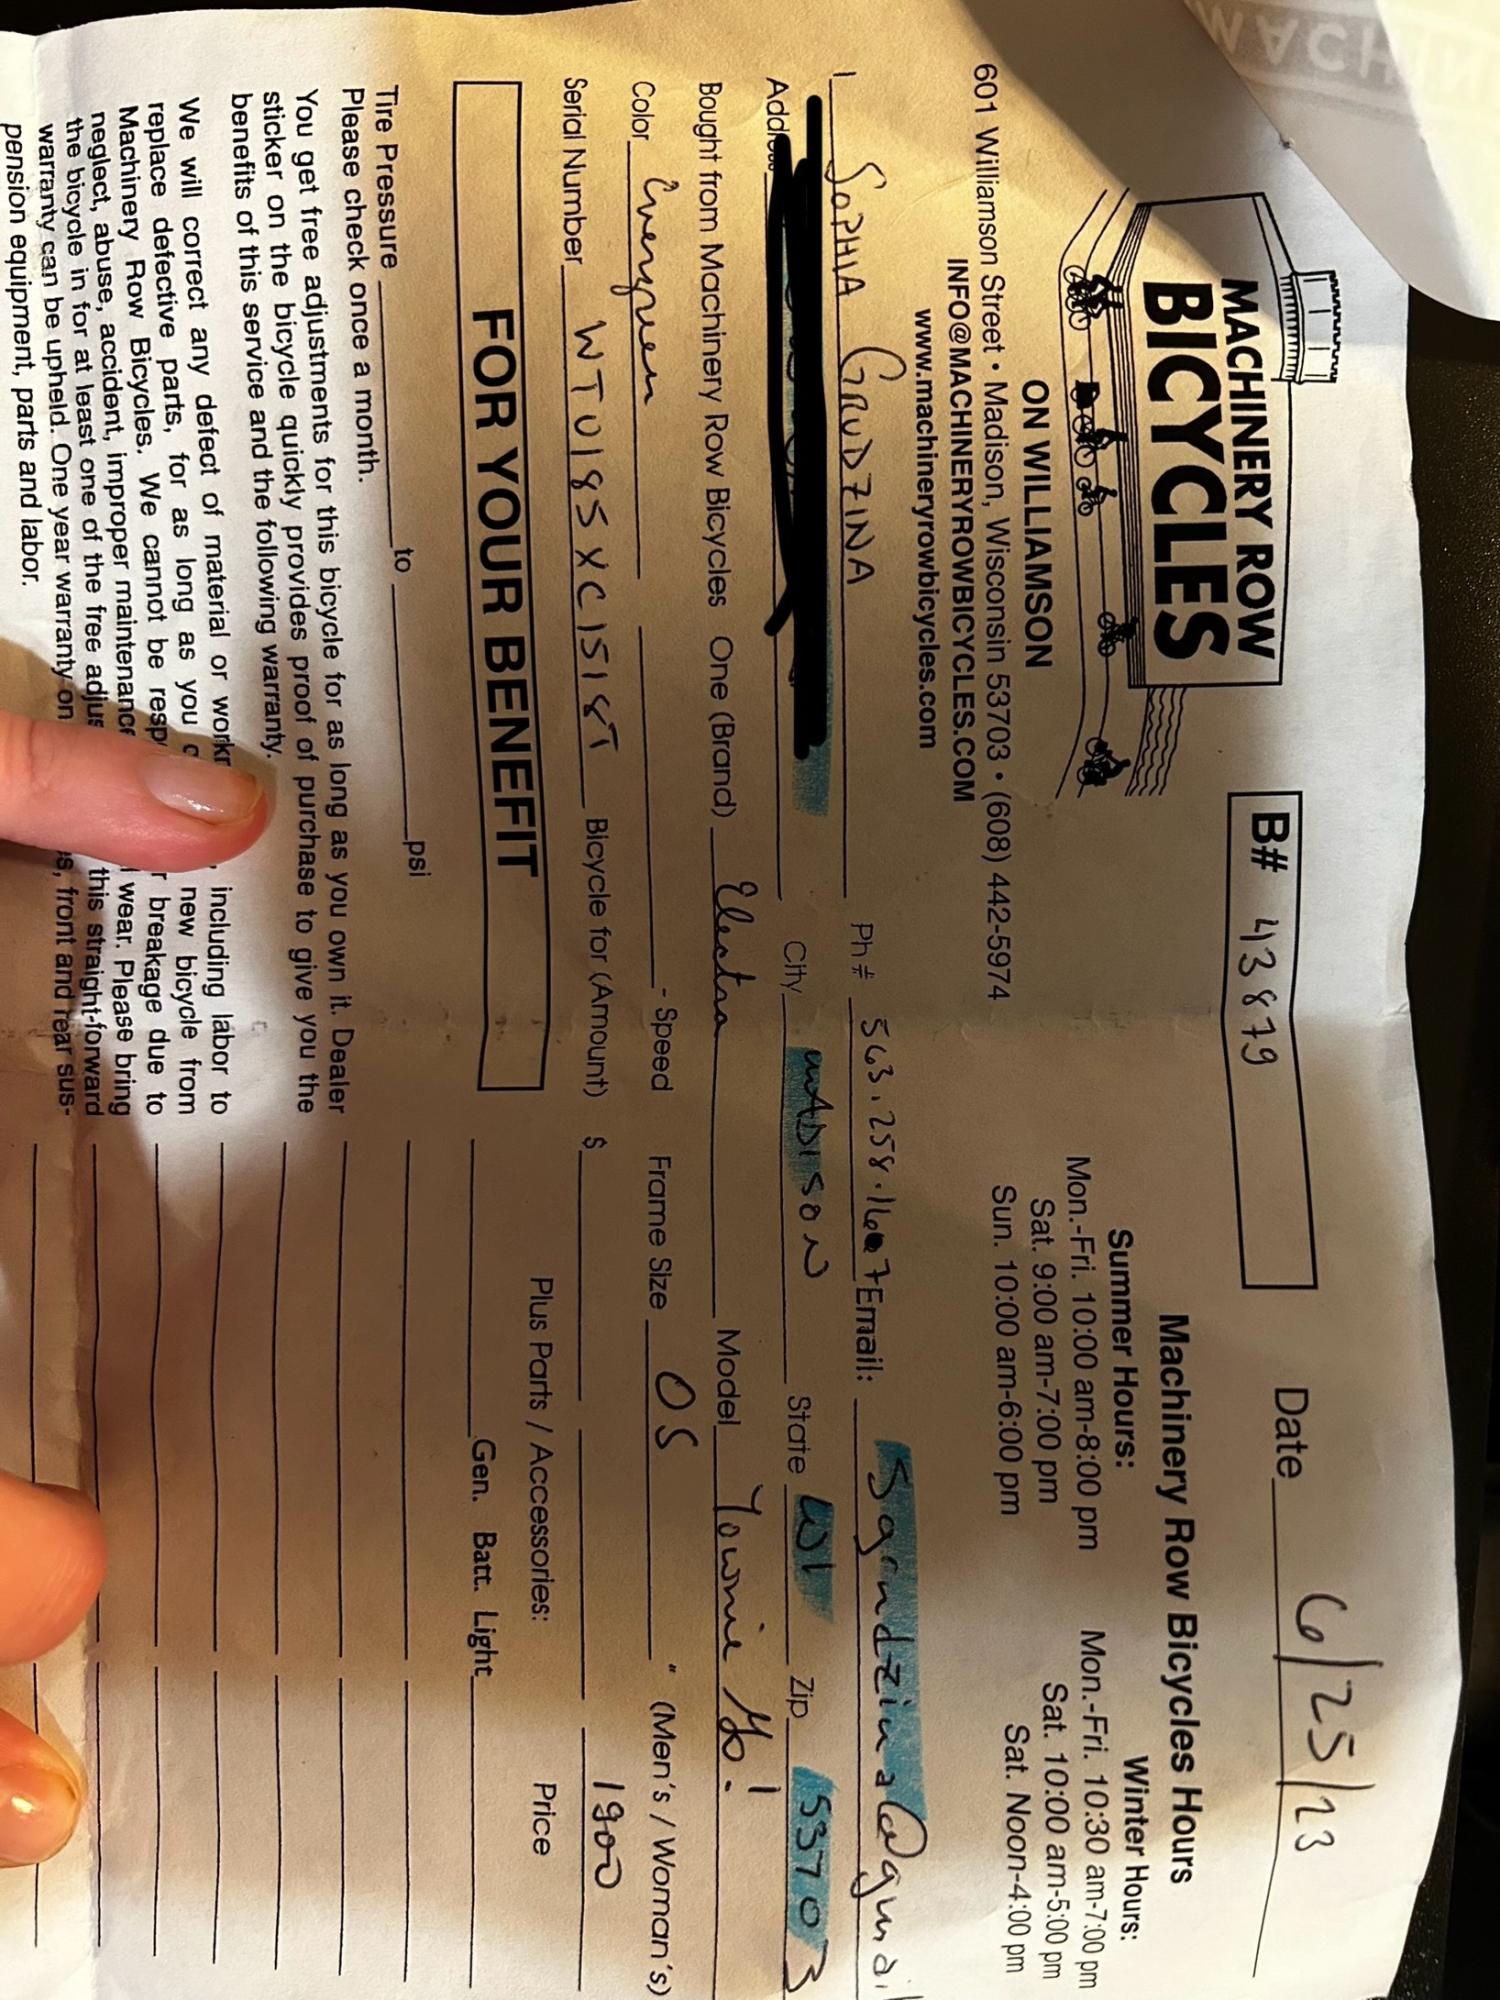 MACHINERY ROW
BiCYCLES
B# 43879
Date 6/25/23
Machinery Row Bicycles Hours
Summer Hours: Winter Hours:
Mon.-Fri. 10:00 am-8:00 pm Mon.-Fri. 10:30 am-7:00 pm
Sat. 9:00 am-7:00 pm Sat. 10:00 am-5:00 pm
Sun. 10:00 am-6:00 pm Sat. Noon-4:00 pm
ON WILLIAMSON
601 Williamson Street • Madison, Wisconsin 53703 • (608) 442-5974
INFO@MACHINERYROWBICYCLES.COM
www.machineryrowbicycles.com
I SOPHIA GRUDZINA Ph# 563.258.1607 Email: sgrudzina@gmail
Address City MADISON State WI Zip 53703
Bought from Machinery Row Bicycles One (Brand) Electra Model Townie Go!
Color Evergreen - Speed Frame Size OS " (Men's / Woman's)
Serial Number WTU185XC1518T Bicycle for (Amount) $ 1900
FOR YOUR BENEFIT
Plus Parts / Accessories: Price
Gen. Batt. Light
Tire Pressure to psi
Please check once a month.
You get free adjustments for this bicycle for as long as you own it. Dealer
sticker on the bicycle quickly provides proof of purchase to give you the
benefits of this service and the following warranty.
We will correct any defect of material or including labor to
replace defective parts, for as long as you new bicycle from
Machinery Row Bicycles. We cannot be breakage due to
neglect, abuse, accident, improper wear. Please bring
the bicycle in for at least one of the free this straight-forward
warranty can be upheld. One year warranty on front and rear sus-
pension equipment, parts and labor.